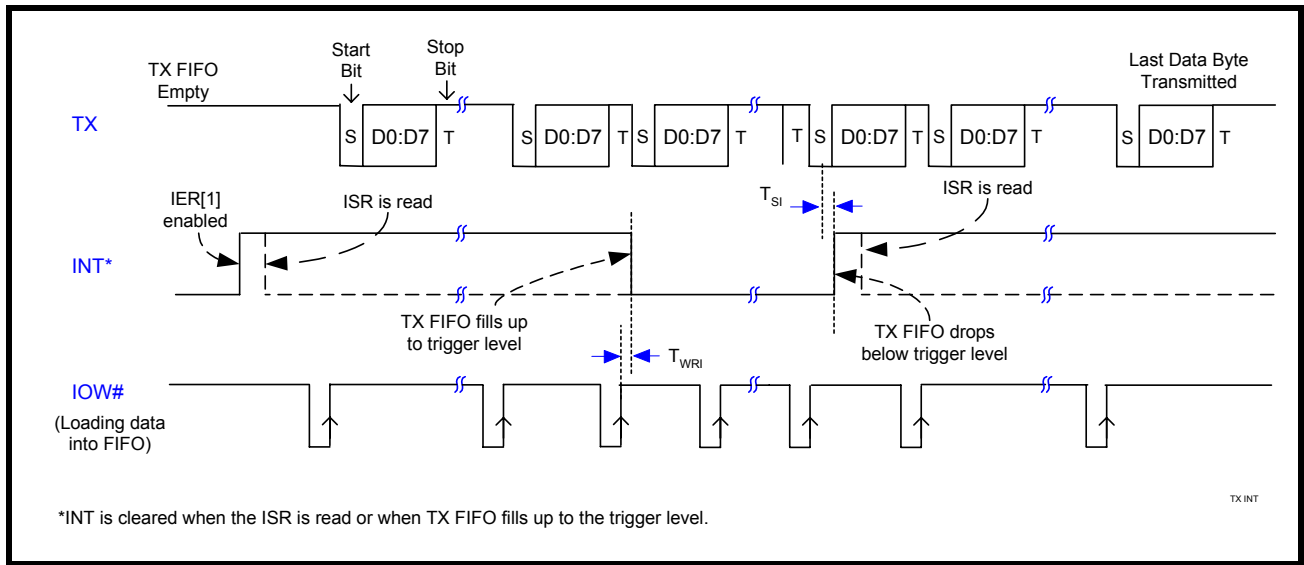 Start
Bit
Stop
Bit
TX FIFO
Empty
Last Data Byte
Transmitted
TX
S D0:D7 T S D0:D7 T S D0:D7 T T S D0:D7 T S D0:D7 T S D0:D7 T
IER[1]
enabled
ISR is read
TSI
ISR is read
INT*
TX FIFO fills up
to trigger level
TX FIFO drops
below trigger level
TWRI
IOW#
(Loading data
into FIFO)
TX INT
*INT is cleared when the ISR is read or when TX FIFO fills up to the trigger level.